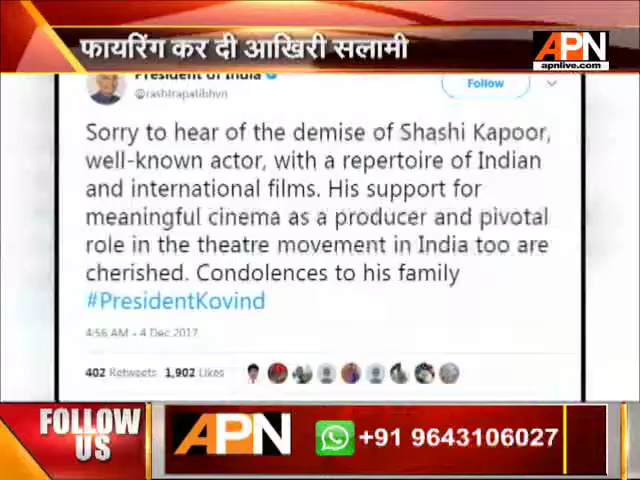 फायरिंग कर दी आखिरी सलामी
APN
apnlive.com
President of India
@rashtrapatibhvn
Follow
Sorry to hear of the demise of Shashi Kapoor,
well-known actor, with a repertoire of Indian
and international films. His support for
meaningful cinema as a producer and pivotal
role in the theatre movement in India too are
cherished. Condolences to his family
#PresidentKovind
4:56 AM - 4 Dec 2017
402 Retweets 1,902 Likes
FOLLOW
US
APN
+91 9643106027